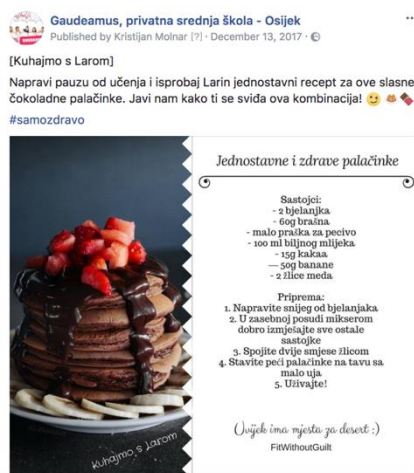 Gaudeamus, privatna srednja škola - Osijek
Published by Kristijan Molnar [?] · December 13, 2017 ·
[Kuhajmo s Larom]
Napravi pauzu od učenja i isprobaj Larin jednostavni recept za ove slasne
čokoladne palačinke. Javi nam kako ti se sviđa ova kombinacija!
#samozdravo
Jednostavne i zdrave palačinke
Sastojci:
- 2 bjelanjka
- 60g brašna
- malo praška za pecivo
- 100 ml biljnog mlijeka
- 15g kakaa
— 50g banane
- 2 žlice meda
Priprema:
1. Napravite snijeg od bjelanjaka
2. U zasebnoj posudi mikserom
dobro izmješajte sve ostale
sastojke
3. Spojite dvije smjese žlicom
4. Stavite peći palačinke na tavu sa
malo uja
5. Uživajte!
Uvijek ima mjesta za desert :)
FitWithoutGuilt
Kuhajmo s Larom